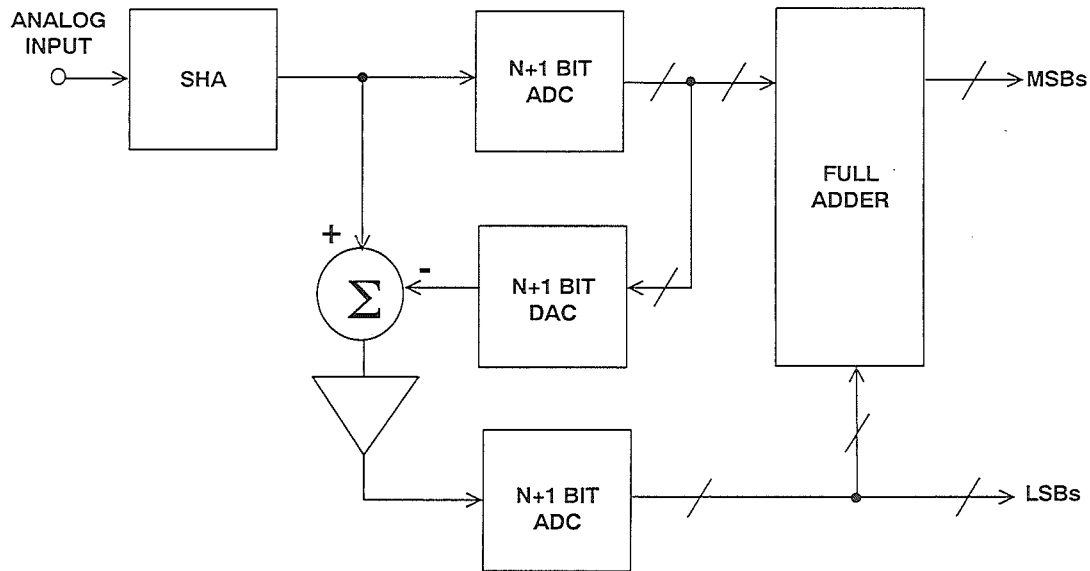 ANALOG
INPUT
SHA
N+1 BIT
ADC
FULL
ADDER
MSBs
+
-
Σ
N+1 BIT
DAC
N+1 BIT
ADC
LSBs